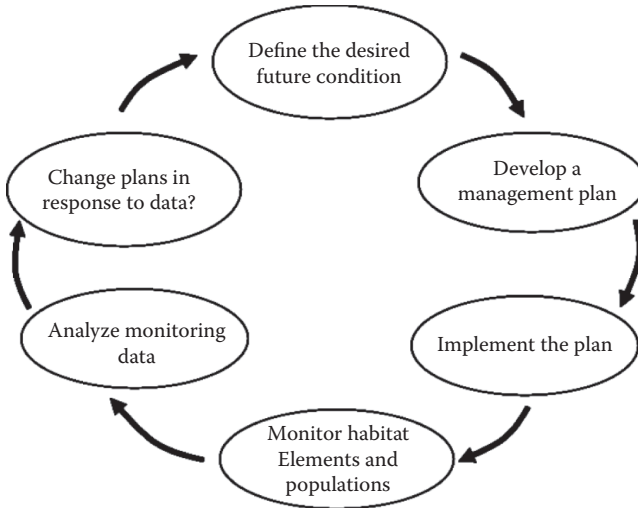 Define the desired
future condition
Develop a
management plan
Implement the plan
Monitor habitat
Elements and
populations
Analyze monitoring
data
Change plans in
response to data?